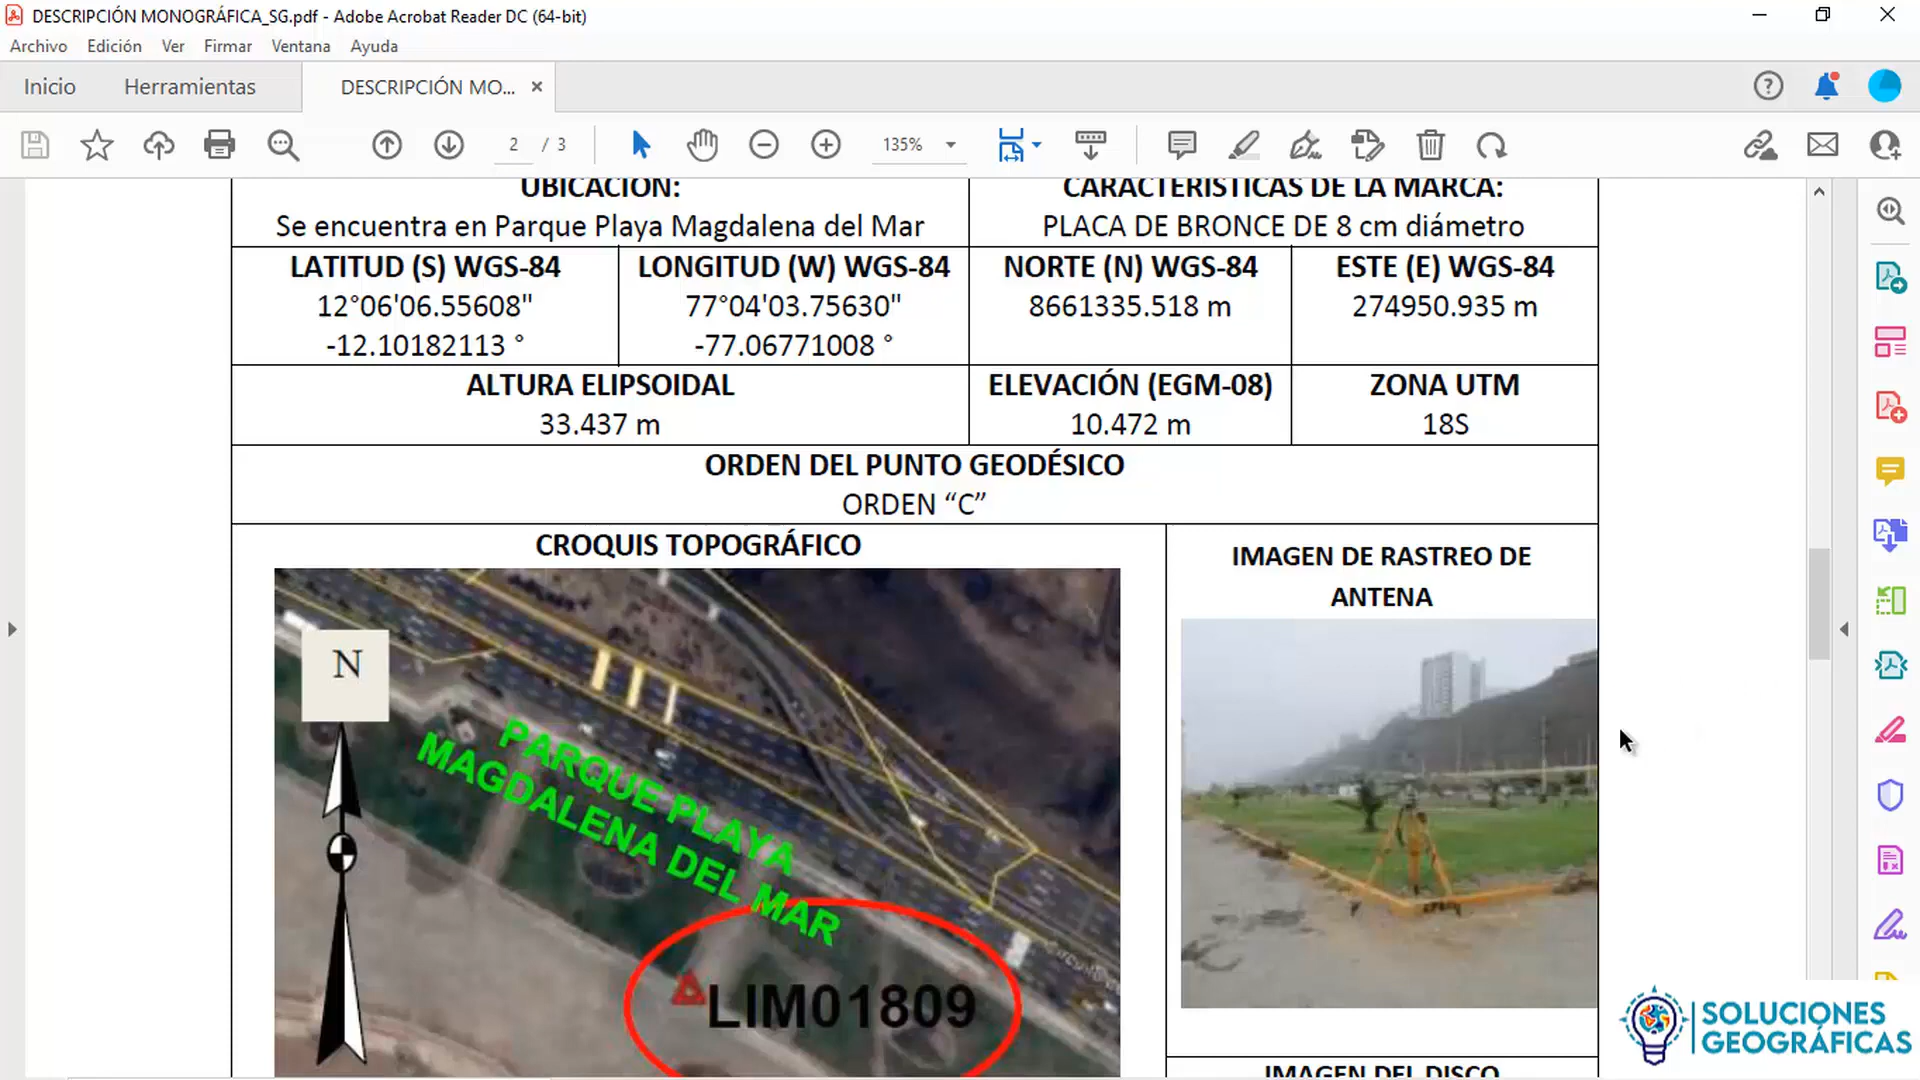 DESCRIPCIÓN MONOGRÁFICA_SG.pdf - Adobe Acrobat Reader DC (64-bit)
Archivo Edición Ver Firmar Ventana Ayuda
Inicio Herramientas DESCRIPCIÓN MO... ×
2 / 3 135%
UBICACIÓN: CARACTERÍSTICAS DE LA MARCA:
Se encuentra en Parque Playa Magdalena del Mar PLACA DE BRONCE DE 8 cm diámetro
LATITUD (S) WGS-84 LONGITUD (W) WGS-84 NORTE (N) WGS-84 ESTE (E) WGS-84
12°06'06.55608" 77°04'03.75630" 8661335.518 m 274950.935 m
-12.10182113 ° -77.06771008 °
ALTURA ELIPSOIDAL ELEVACIÓN (EGM-08) ZONA UTM
33.437 m 10.472 m 18S
ORDEN DEL PUNTO GEODÉSICO
ORDEN “C”
CROQUIS TOPOGRÁFICO
IMAGEN DE RASTREO DE
ANTENA
N
PARQUE PLAYA
MAGDALENA DEL MAR
LIM01809
IMAGEN DEL DISCO
SOLUCIONES
GEOGRÁFICAS